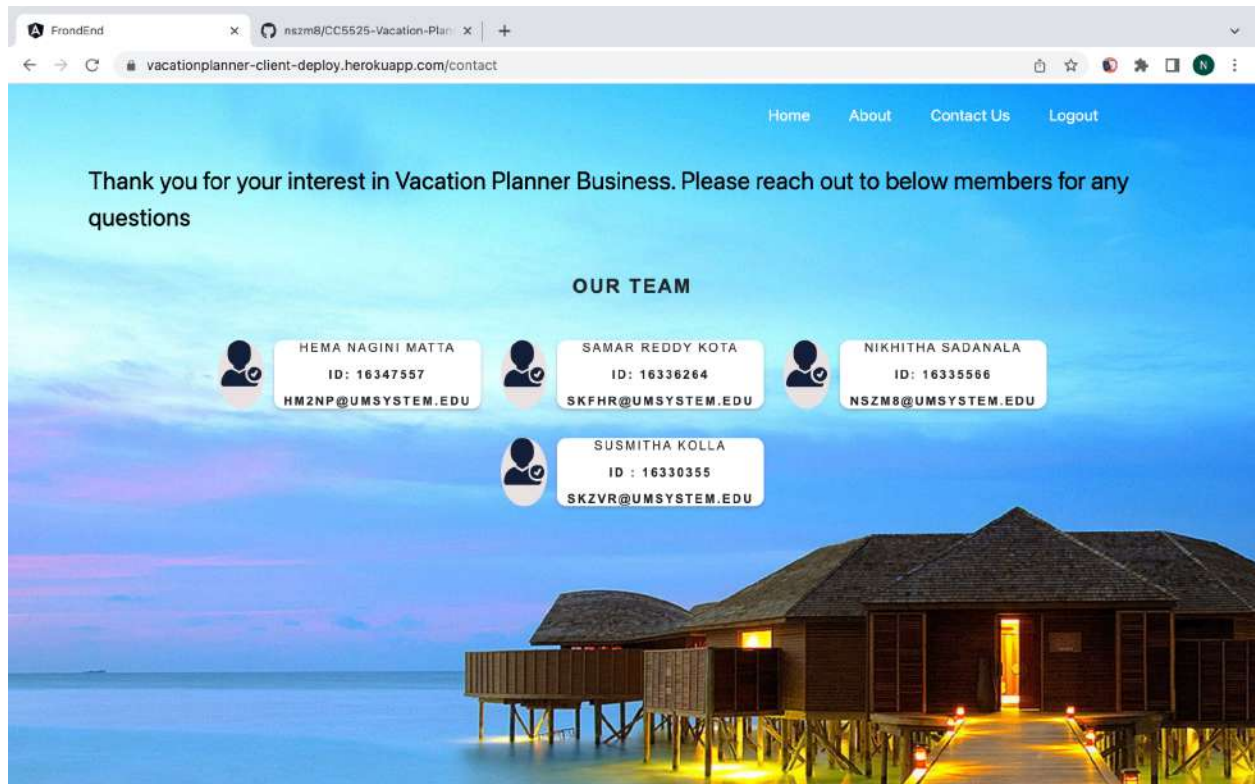 FrondEnd
nszm8/CC5525-Vacation-Plan
vacationplanner-client-deploy.herokuapp.com/contact
N
Home About Contact Us Logout
Thank you for your interest in Vacation Planner Business. Please reach out to below members for any
questions
OUR TEAM
HEMA NAGINI MATTA
ID: 16347557
HM2NP@UMSYSTEM.EDU
SAMAR REDDY KOTA
ID: 16336264
SKFHR@UMSYSTEM.EDU
NIKHITHA SADANALA
ID: 16335566
NSZM8@UMSYSTEM.EDU
SUSMITHA KOLLA
ID : 16330355
SKZVR@UMSYSTEM.EDU